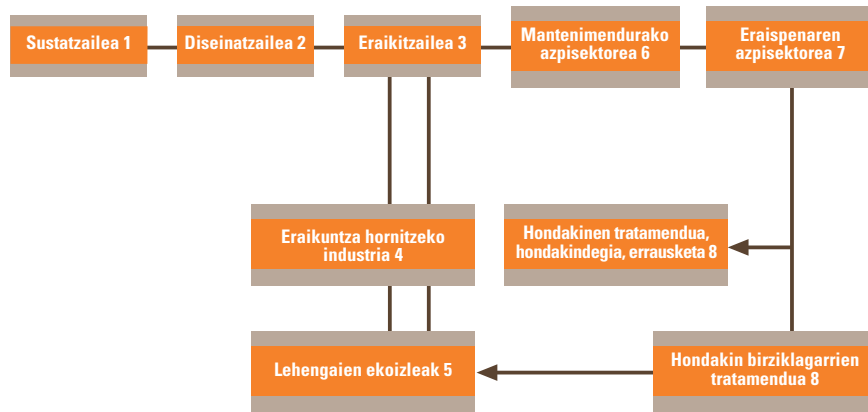 Sustatzailea 1
Diseinatzailea 2
Eraikitzailea 3
Mantenimendurako
azpisektorea 6
Eraispenaren
azpisektorea 7
Eraikuntza hornitzeko
industria 4
Hondakinen tratamendua,
hondakindegia, errausketa 8
Lehengaien ekoizleak 5
Hondakin birziklagarrien
tratamendua 8